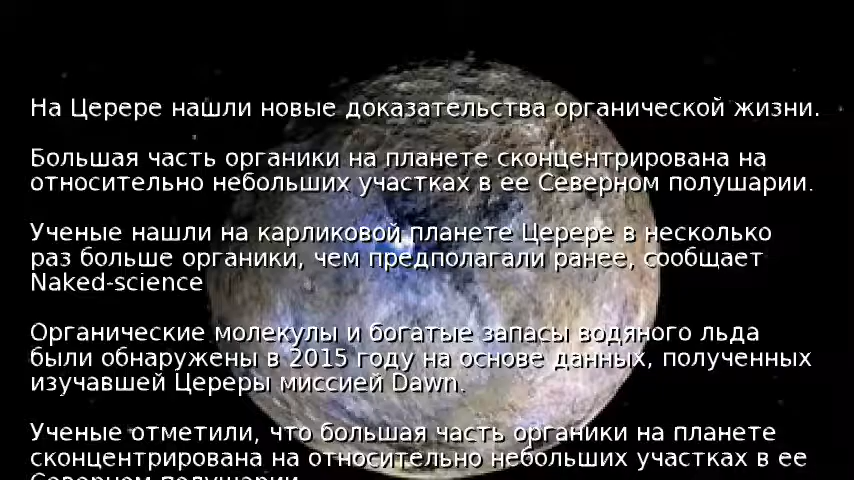 На Церере нашли новые доказательства органической жизни.
Большая часть органики на планете сконцентрирована на
относительно небольших участках в ее Северном полушарии.
Ученые нашли на карликовой планете Церере в несколько
раз больше органики, чем предполагали ранее, сообщает
Naked-science
Органические молекулы и богатые запасы водяного льда
были обнаружены в 2015 году на основе данных, полученных
изучавшей Цереры миссией Dawn.
Ученые отметили, что большая часть органики на планете
сконцентрирована на относительно небольших участках в ее
Северном полушарии